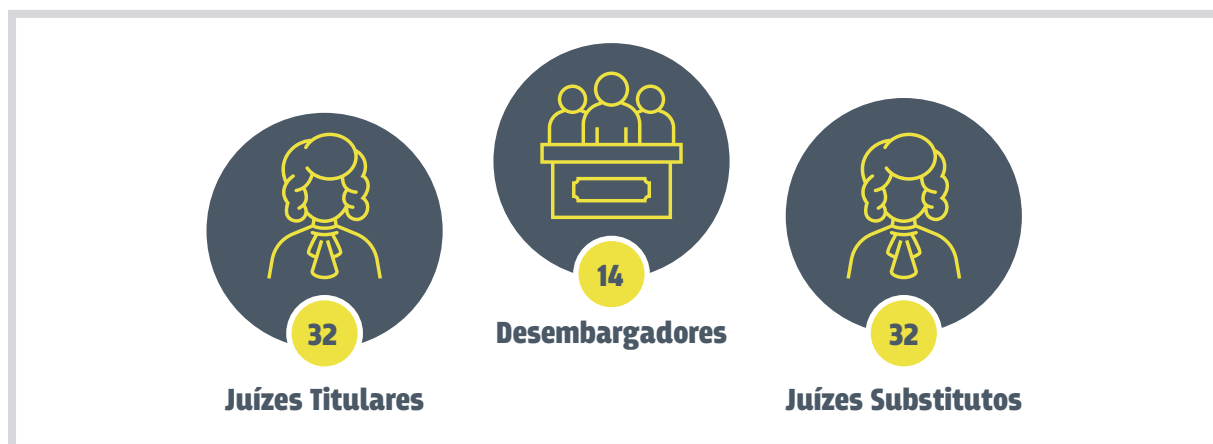 32
Juízes Titulares
14
Desembargadores
32
Juízes Substitutos